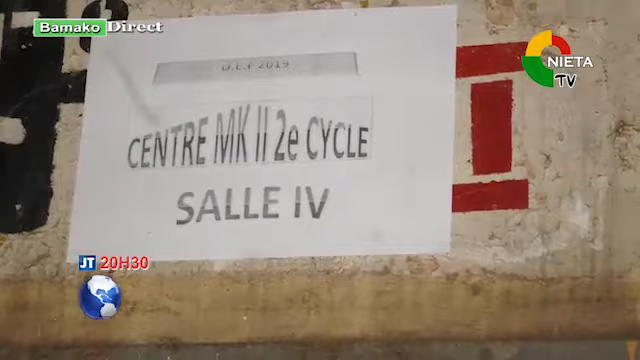 Bamako Direct
NIETA
TV
D.E.F 2019
CENTRE MK II 2e CYCLE
SALLE IV
JT 20H30